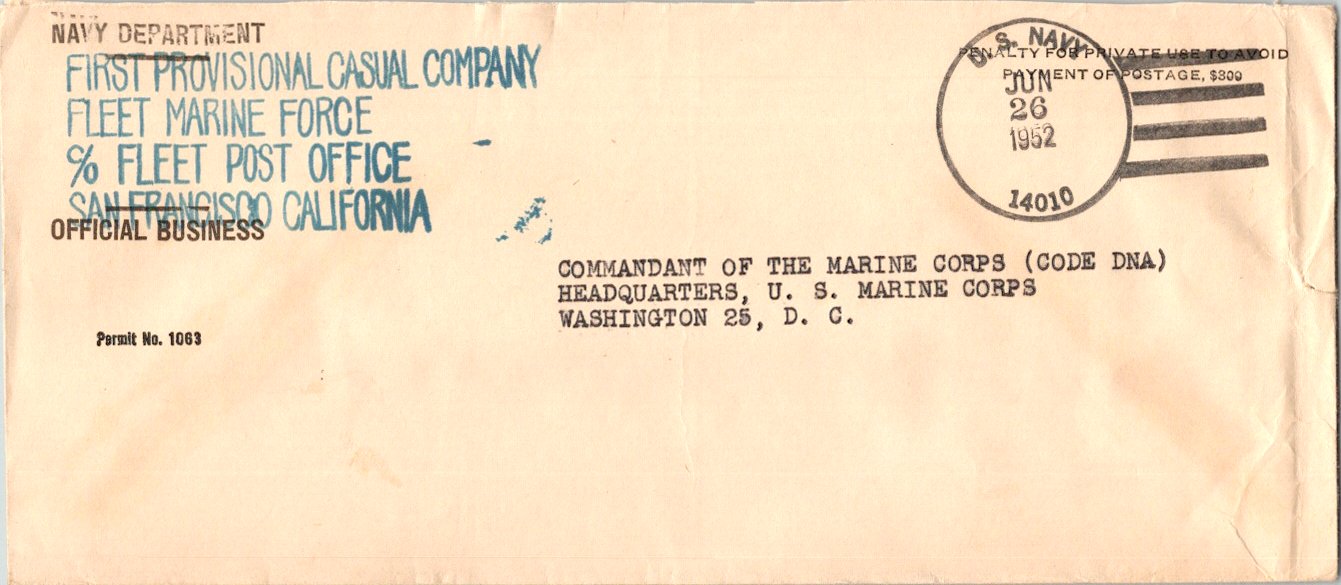 NAVY DEPARTMENT
FIRST PROVISIONAL CASUAL COMPANY
FLEET MARINE FORCE
% FLEET POST OFFICE
SAN FRANCISCO CALIFORNIA
OFFICIAL BUSINESS
Permit No. 1063
PENALTY FOR PRIVATE USE TO AVOID
PAYMENT OF POSTAGE, $300
U. S. NAVY
JUN
26
1952
14010
COMMANDANT OF THE MARINE CORPS (CODE DNA)
HEADQUARTERS, U. S. MARINE CORPS
WASHINGTON 25, D. C.